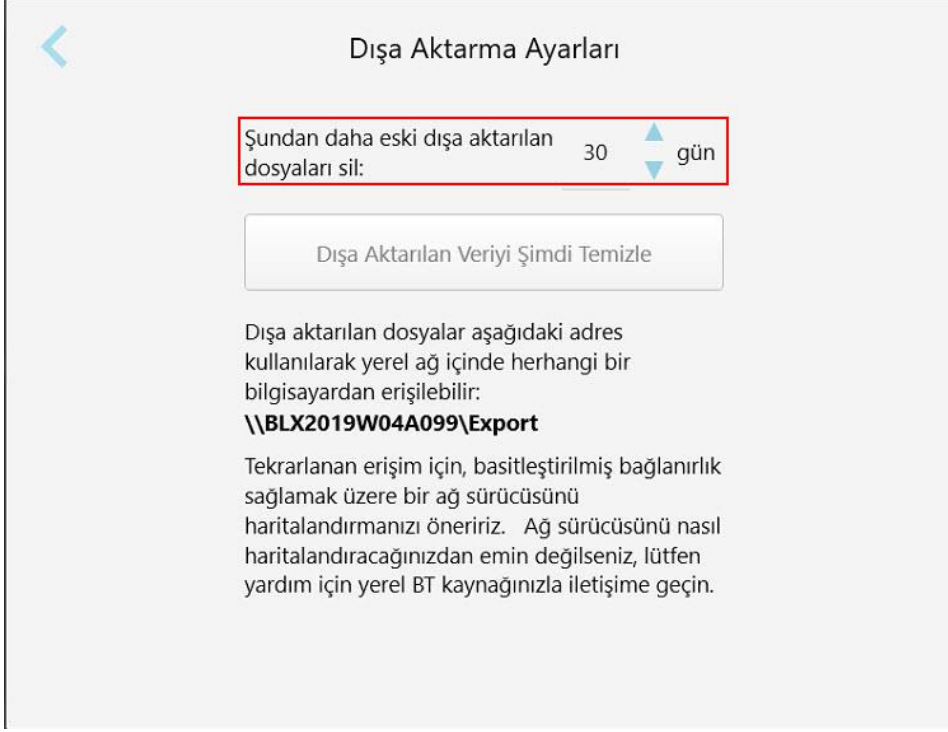 Dışa Aktarma Ayarları
Şundan daha eski dışa aktarılan
dosyaları sil:
30
gün
Dışa Aktarılan Veriyi Şimdi Temizle
Dışa aktarılan dosyalar aşağıdaki adres
kullanılarak yerel ağ içinde herhangi bir
bilgisayardan erişilebilir:
\\BLX2019W04A099\Export
Tekrarlanan erişim için, basitleştirilmiş bağlanırlık
sağlamak üzere bir ağ sürücüsünü
haritalandırmanızı öneririz.   Ağ sürücüsünü nasıl
haritalandıracağınızdan emin değilseniz, lütfen
yardım için yerel BT kaynağınızla iletişime geçin.